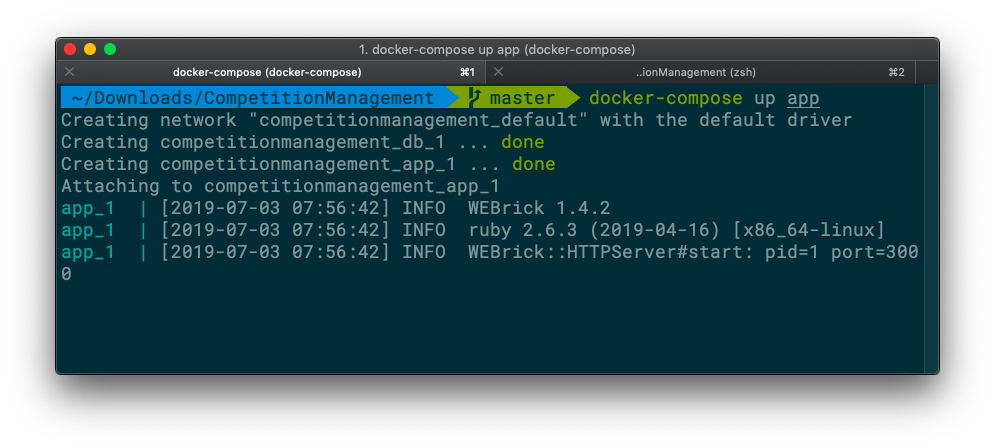 1. docker-compose up app (docker-compose)
docker-compose (docker-compose) ⌘1 ..ionManagement (zsh) ⌘2
~/Downloads/CompetitionManagement master docker-compose up app
Creating network "competitionmanagement_default" with the default driver
Creating competitionmanagement_db_1 ... done
Creating competitionmanagement_app_1 ... done
Attaching to competitionmanagement_app_1
app_1 | [2019-07-03 07:56:42] INFO WEBrick 1.4.2
app_1 | [2019-07-03 07:56:42] INFO ruby 2.6.3 (2019-04-16) [x86_64-linux]
app_1 | [2019-07-03 07:56:42] INFO WEBrick::HTTPServer#start: pid=1 port=300
0